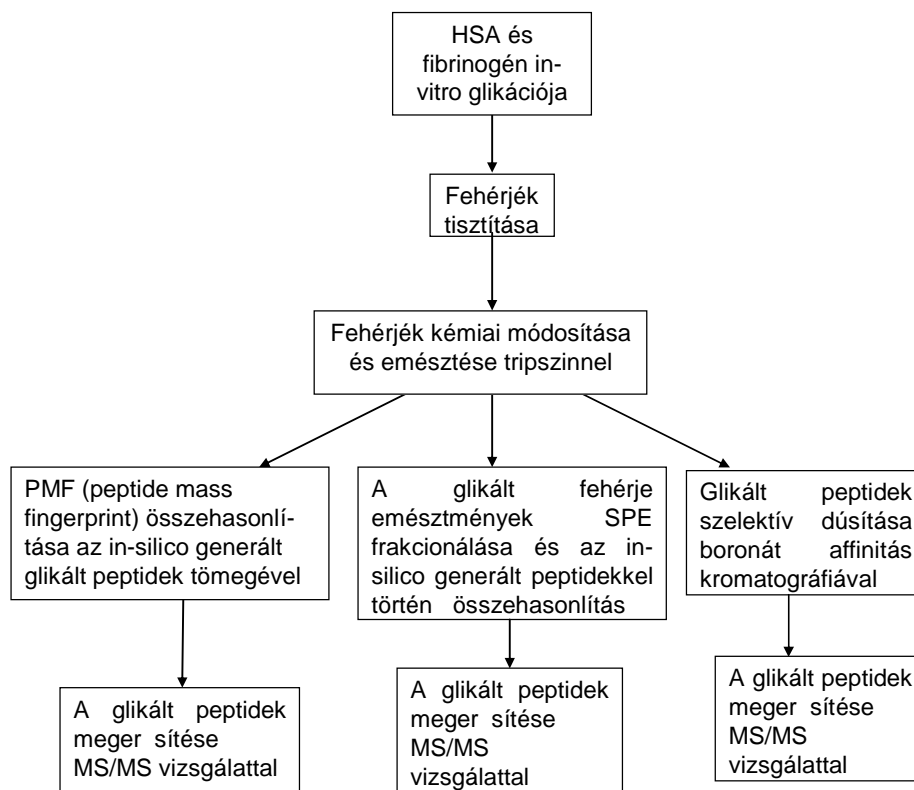 HSA és
fibrinogén in-
vitro glikációja
Fehérjék
tisztítása
Fehérjék kémiai módosítása
és emésztése tripszinnel
PMF (peptide mass
fingerprint) összehasonlí-
tása az in-silico generált
glikált peptidek tömegével
A glikált fehérje
emésztmények SPE
frakcionálása és az in-
silico generált peptidekkel
történ összehasonlítás
Glikált peptidek
szelektív dúsítása
boronát affinitás
kromatográfiával
A glikált peptidek
meger sítése
MS/MS vizsgálattal
A glikált peptidek
meger sítése
MS/MS
vizsgálattal
A glikált peptidek
meger sítése
MS/MS
vizsgálattal